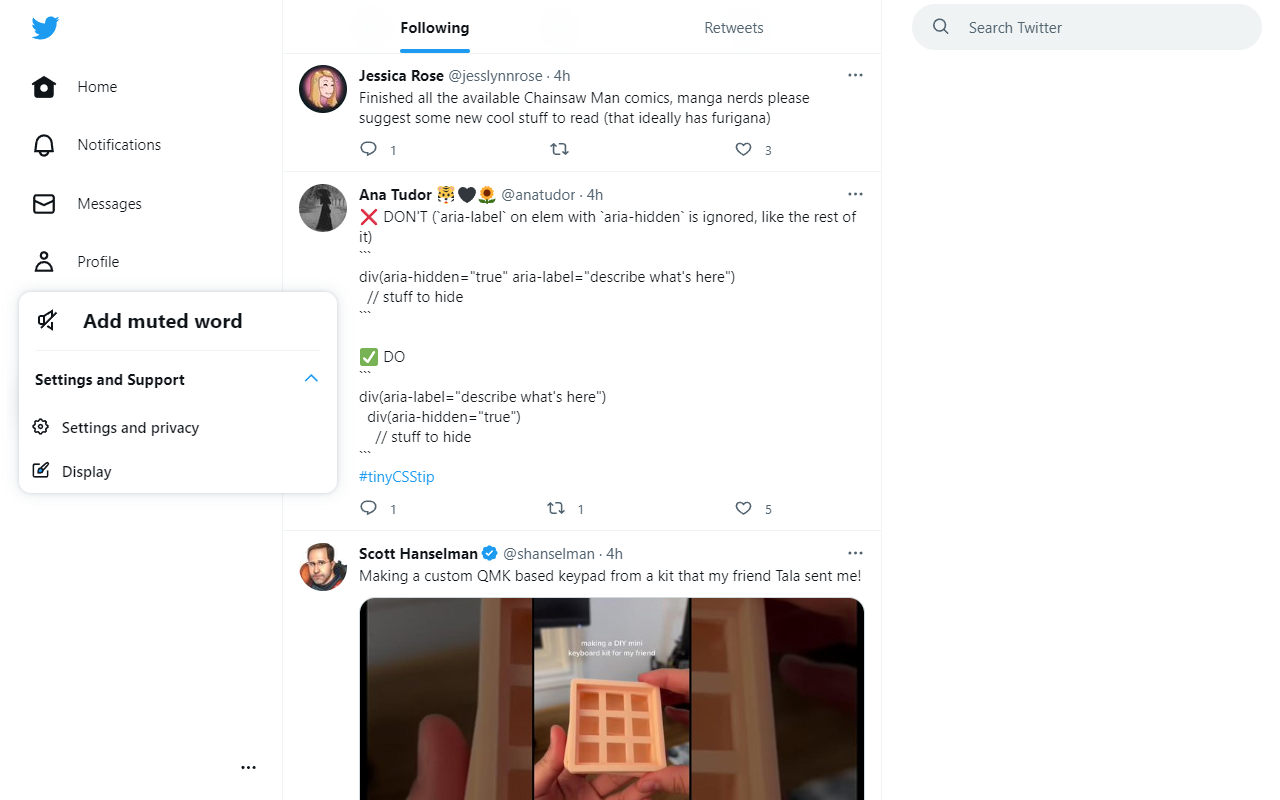 Home
Notifications
Messages
Profile
Add muted word
Settings and Support
Settings and privacy
Display
Following
Retweets
Jessica Rose @jesslynnrose · 4h
Finished all the available Chainsaw Man comics, manga nerds please
suggest some new cool stuff to read (that ideally has furigana)
1
3
Ana Tudor 🐯🖤🌻 @anatudor · 4h
❌ DON'T (`aria-label` on elem with `aria-hidden` is ignored, like the rest of
it)
```
div(aria-hidden="true" aria-label="describe what's here")
// stuff to hide
```
✅ DO
```
div(aria-label="describe what's here")
div(aria-hidden="true")
// stuff to hide
```
#tinyCSStip
1
1
5
Scott Hanselman @shanselman · 4h
Making a custom QMK based keypad from a kit that my friend Tala sent me!
making a DIY mini
keyboard kit for my friend
Search Twitter